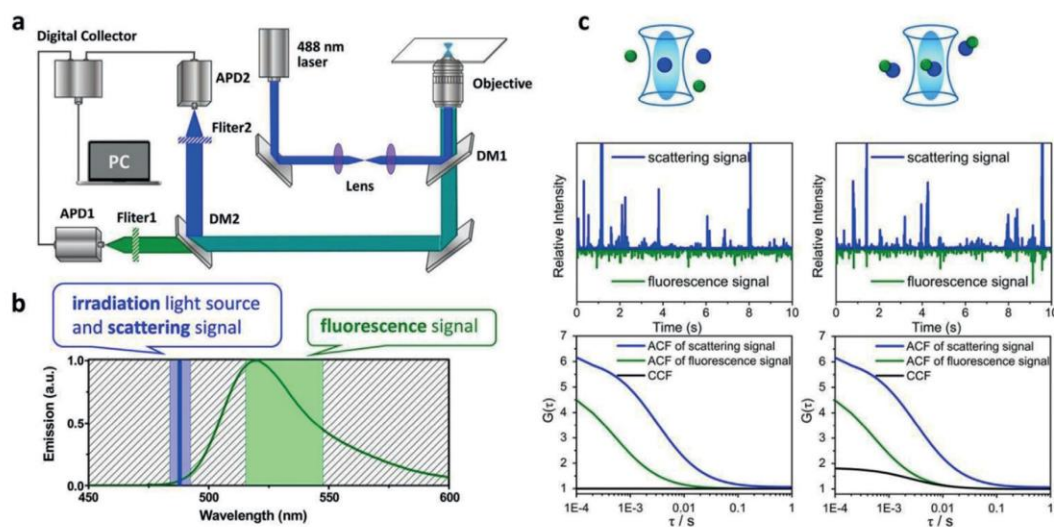 a
Digital Collector
APD2
488 nm
laser
Objective
Fliter2
PC
DM1
Lens
APD1
Fliter1
DM2
b
irradiation light source
and scattering signal
fluorescence signal
Emission (a.u.)
1.0
0.5
0.0
450
500
550
600
Wavelength (nm)
c
Relative Intensity
scattering signal
fluorescence signal
0
2
4
6
8
10
Time (s)
Relative Intensity
scattering signal
fluorescence signal
0
2
4
6
8
10
Time (s)
G(τ)
7
6
5
4
3
2
1
ACF of scattering signal
ACF of fluorescence signal
CCF
1E-4
1E-3
0.01
0.1
1
τ / s
G(τ)
7
6
5
4
3
2
1
ACF of scattering signal
ACF of fluorescence signal
CCF
1E-4
1E-3
0.01
0.1
1
τ / s